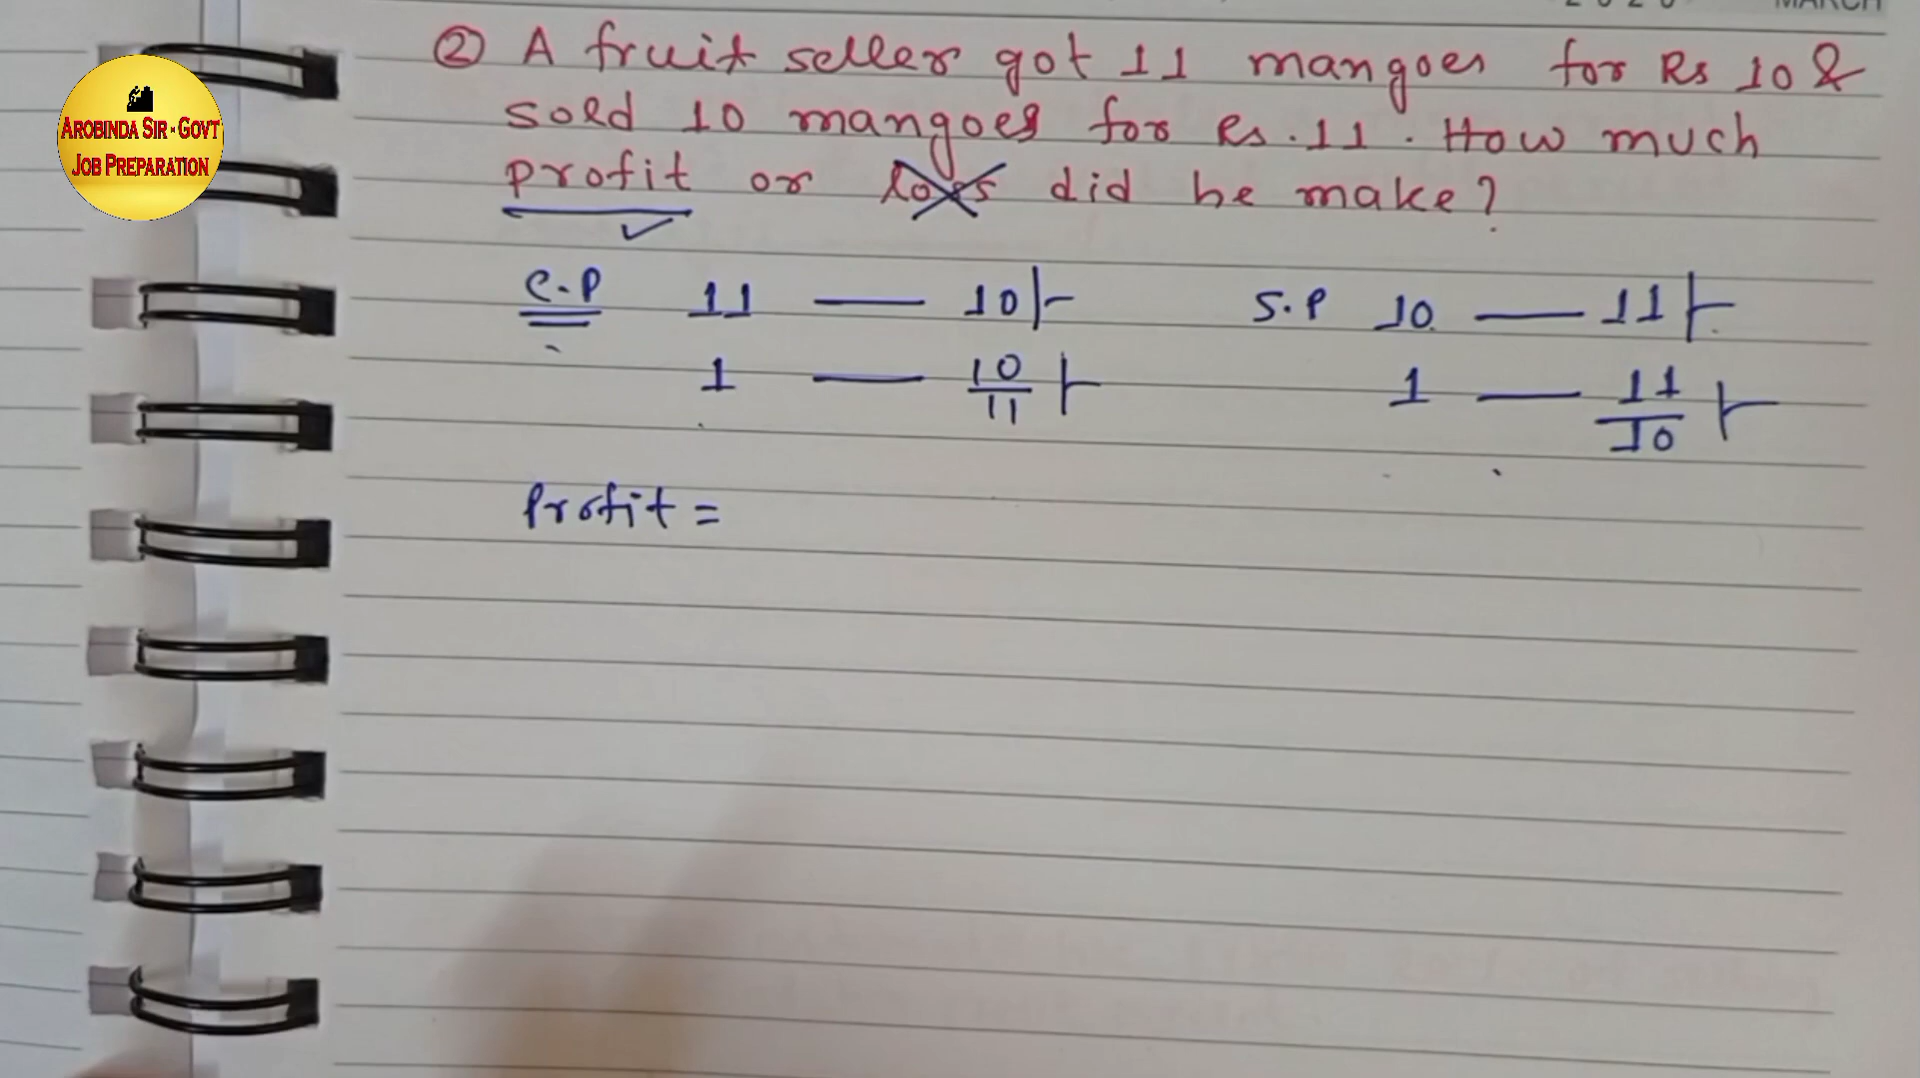 ② A fruit seller got 11 mangoes for Rs 10 &
sold 10 mangoes for Rs. 11. How much
profit or loss did he make?
C.P 11 — 10/-
S.P 10 — 11/-
1 — 10/11 /-
1 — 11/10 /-
Profit =
AROBINDA SIR - GOVT
JOB PREPARATION